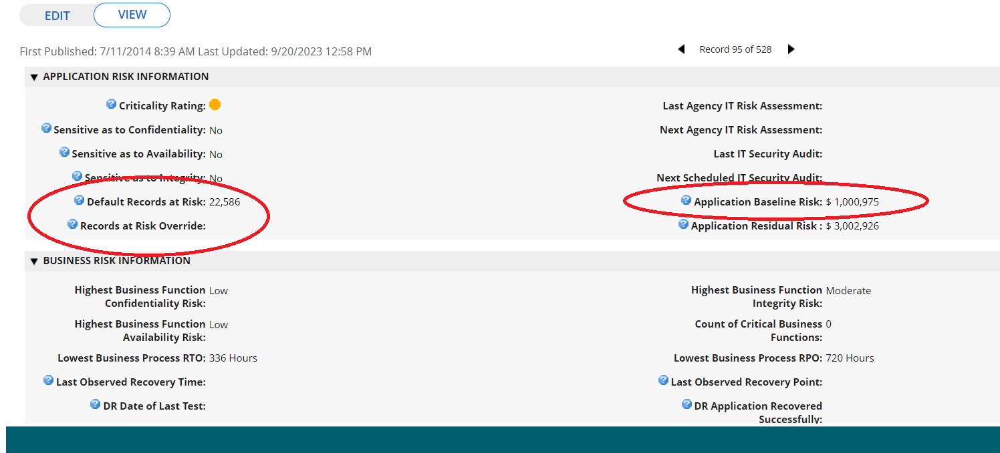 EDIT
VIEW
First Published: 7/11/2014 8:39 AM Last Updated: 9/20/2023 12:58 PM
Record 95 of 528
APPLICATION RISK INFORMATION
Criticality Rating:
Last Agency IT Risk Assessment:
Sensitive as to Confidentiality: No
Next Agency IT Risk Assessment:
Sensitive as to Availability: No
Last IT Security Audit:
Sensitive as to Integrity: No
Next Scheduled IT Security Audit:
Default Records at Risk: 22,586
Application Baseline Risk: $ 1,000,975
Records at Risk Override:
Application Residual Risk : $ 3,002,926
BUSINESS RISK INFORMATION
Highest Business Function Low
Confidentiality Risk:
Highest Business Function Moderate
Integrity Risk:
Highest Business Function Low
Availability Risk:
Count of Critical Business 0
Functions:
Lowest Business Process RTO: 336 Hours
Lowest Business Process RPO: 720 Hours
Last Observed Recovery Time:
Last Observed Recovery Point:
DR Date of Last Test:
DR Application Recovered
Successfully: